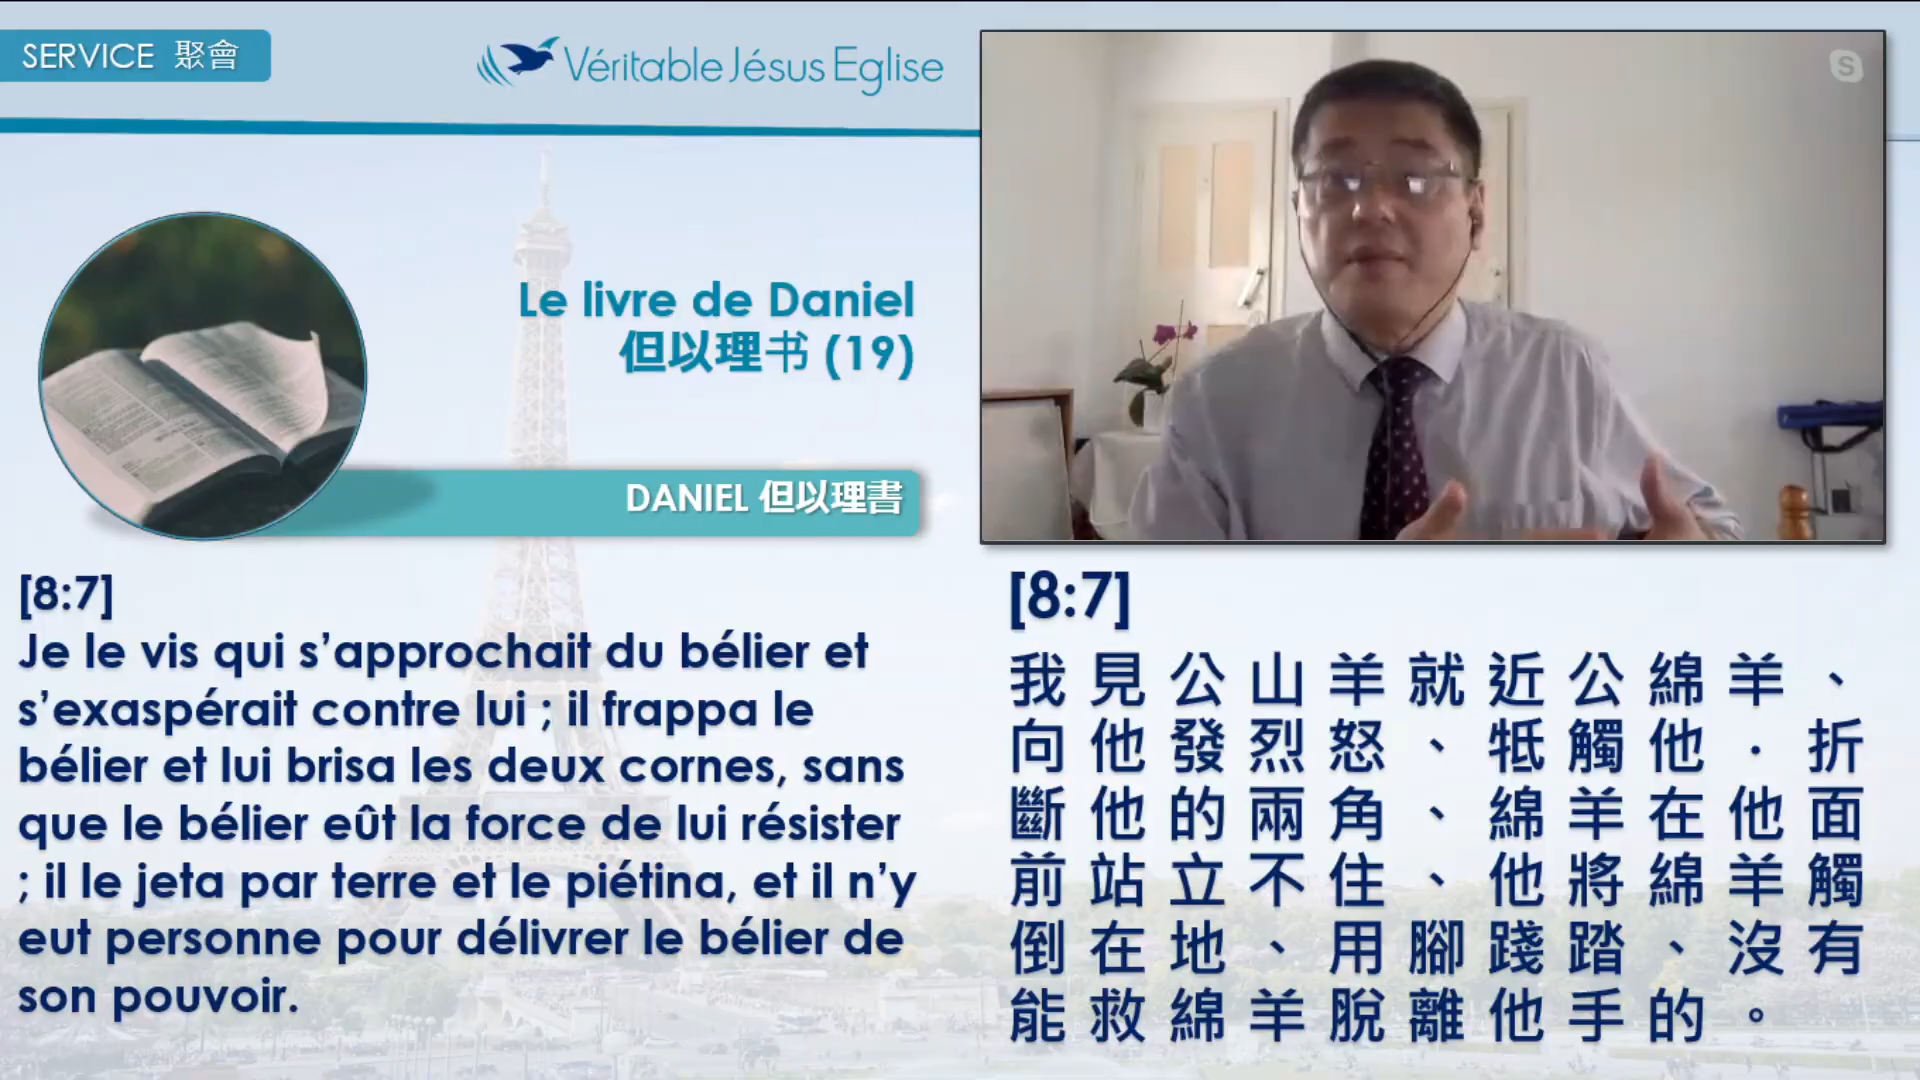 SERVICE 聚會
Véritable Jésus Eglise
S
Le livre de Daniel
但以理书 (19)
DANIEL 但以理書
[8:7]
Je le vis qui s’approchait du bélier et
s’exaspérait contre lui ; il frappa le
bélier et lui brisa les deux cornes, sans
que le bélier eût la force de lui résister
; il le jeta par terre et le piétina, et il n’y
eut personne pour délivrer le bélier de
son pouvoir.
[8:7]
我見公山羊就近公綿羊、
向他發烈怒、牴觸他．折
斷他的兩角、綿羊在他面
前站立不住、他將綿羊觸
倒在地、用腳踐踏、沒有
能救綿羊脫離他手的。